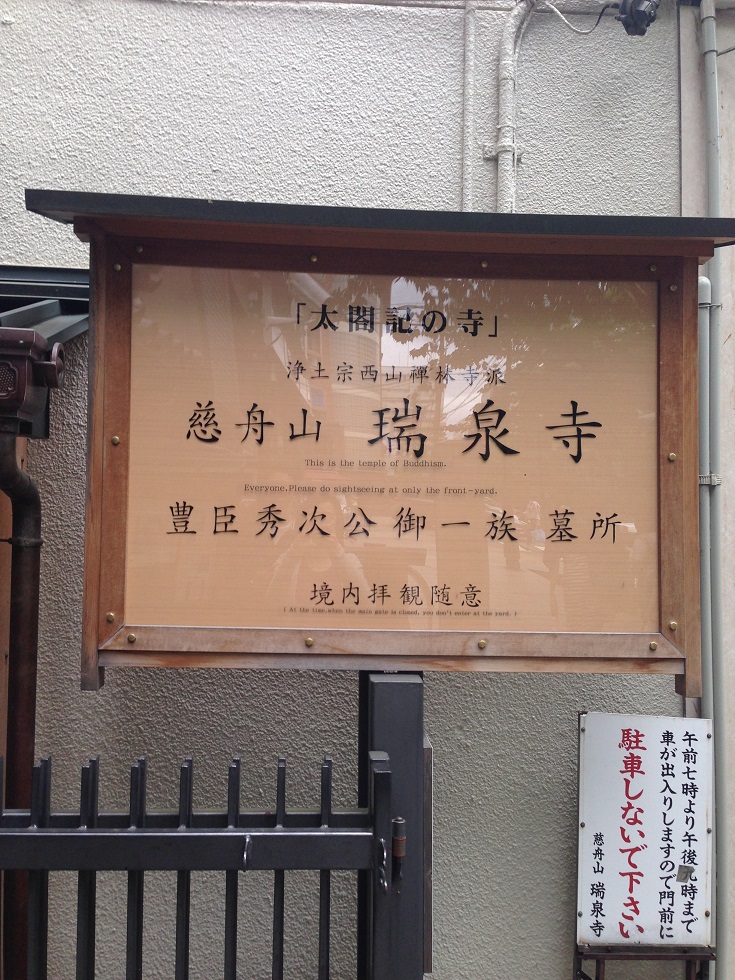 「太閤記の寺」
浄土宗西山禅林寺派
慈舟山 瑞泉寺
This is the temple of Buddhism.
Everyone.Please do sightseeing at only the front-yard.
豊臣秀次公御一族 墓所
境内拝観随意
( At the time,when the main gate is closed, you don't enter at the yard. )
午前七時より午後 時まで
車が出入りしますので門前に
駐車しないで下さい
慈舟山 瑞泉寺